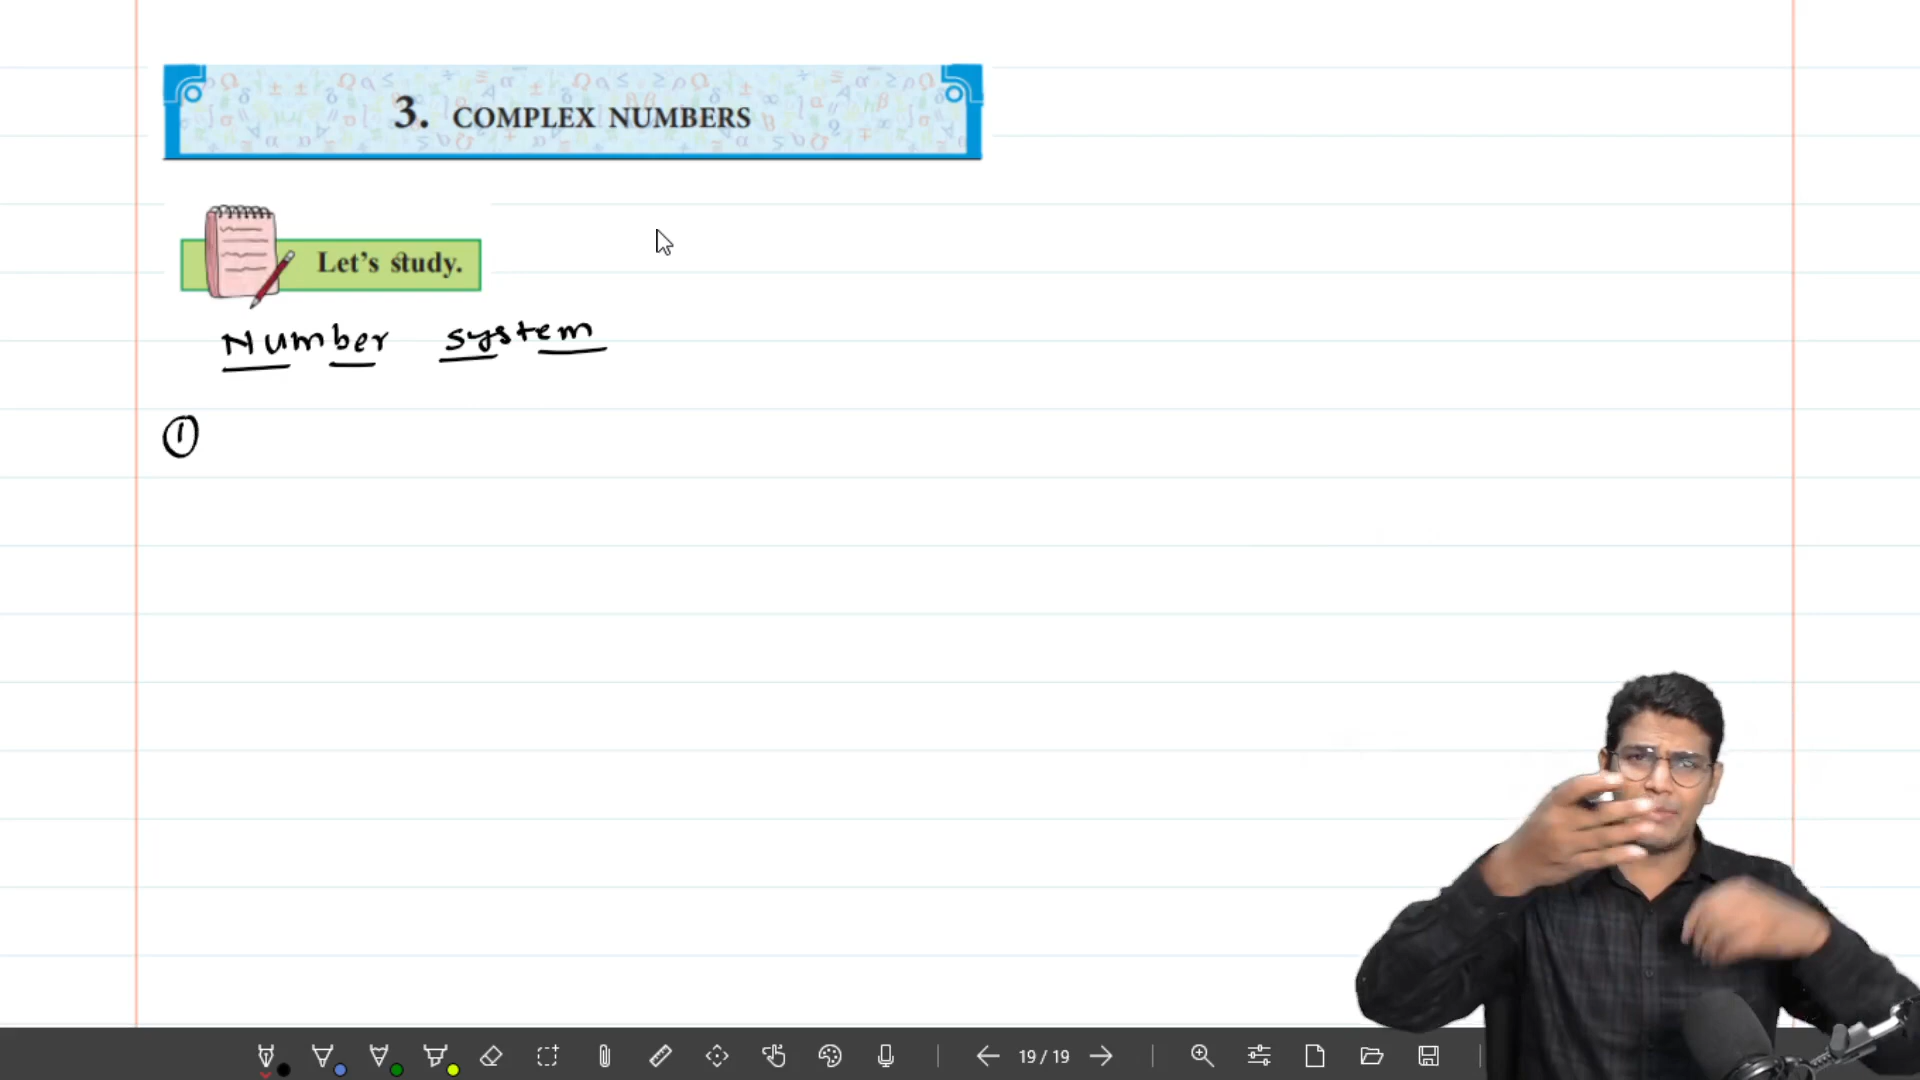 3. COMPLEX NUMBERS
Let's study.
Number system
①
19 / 19